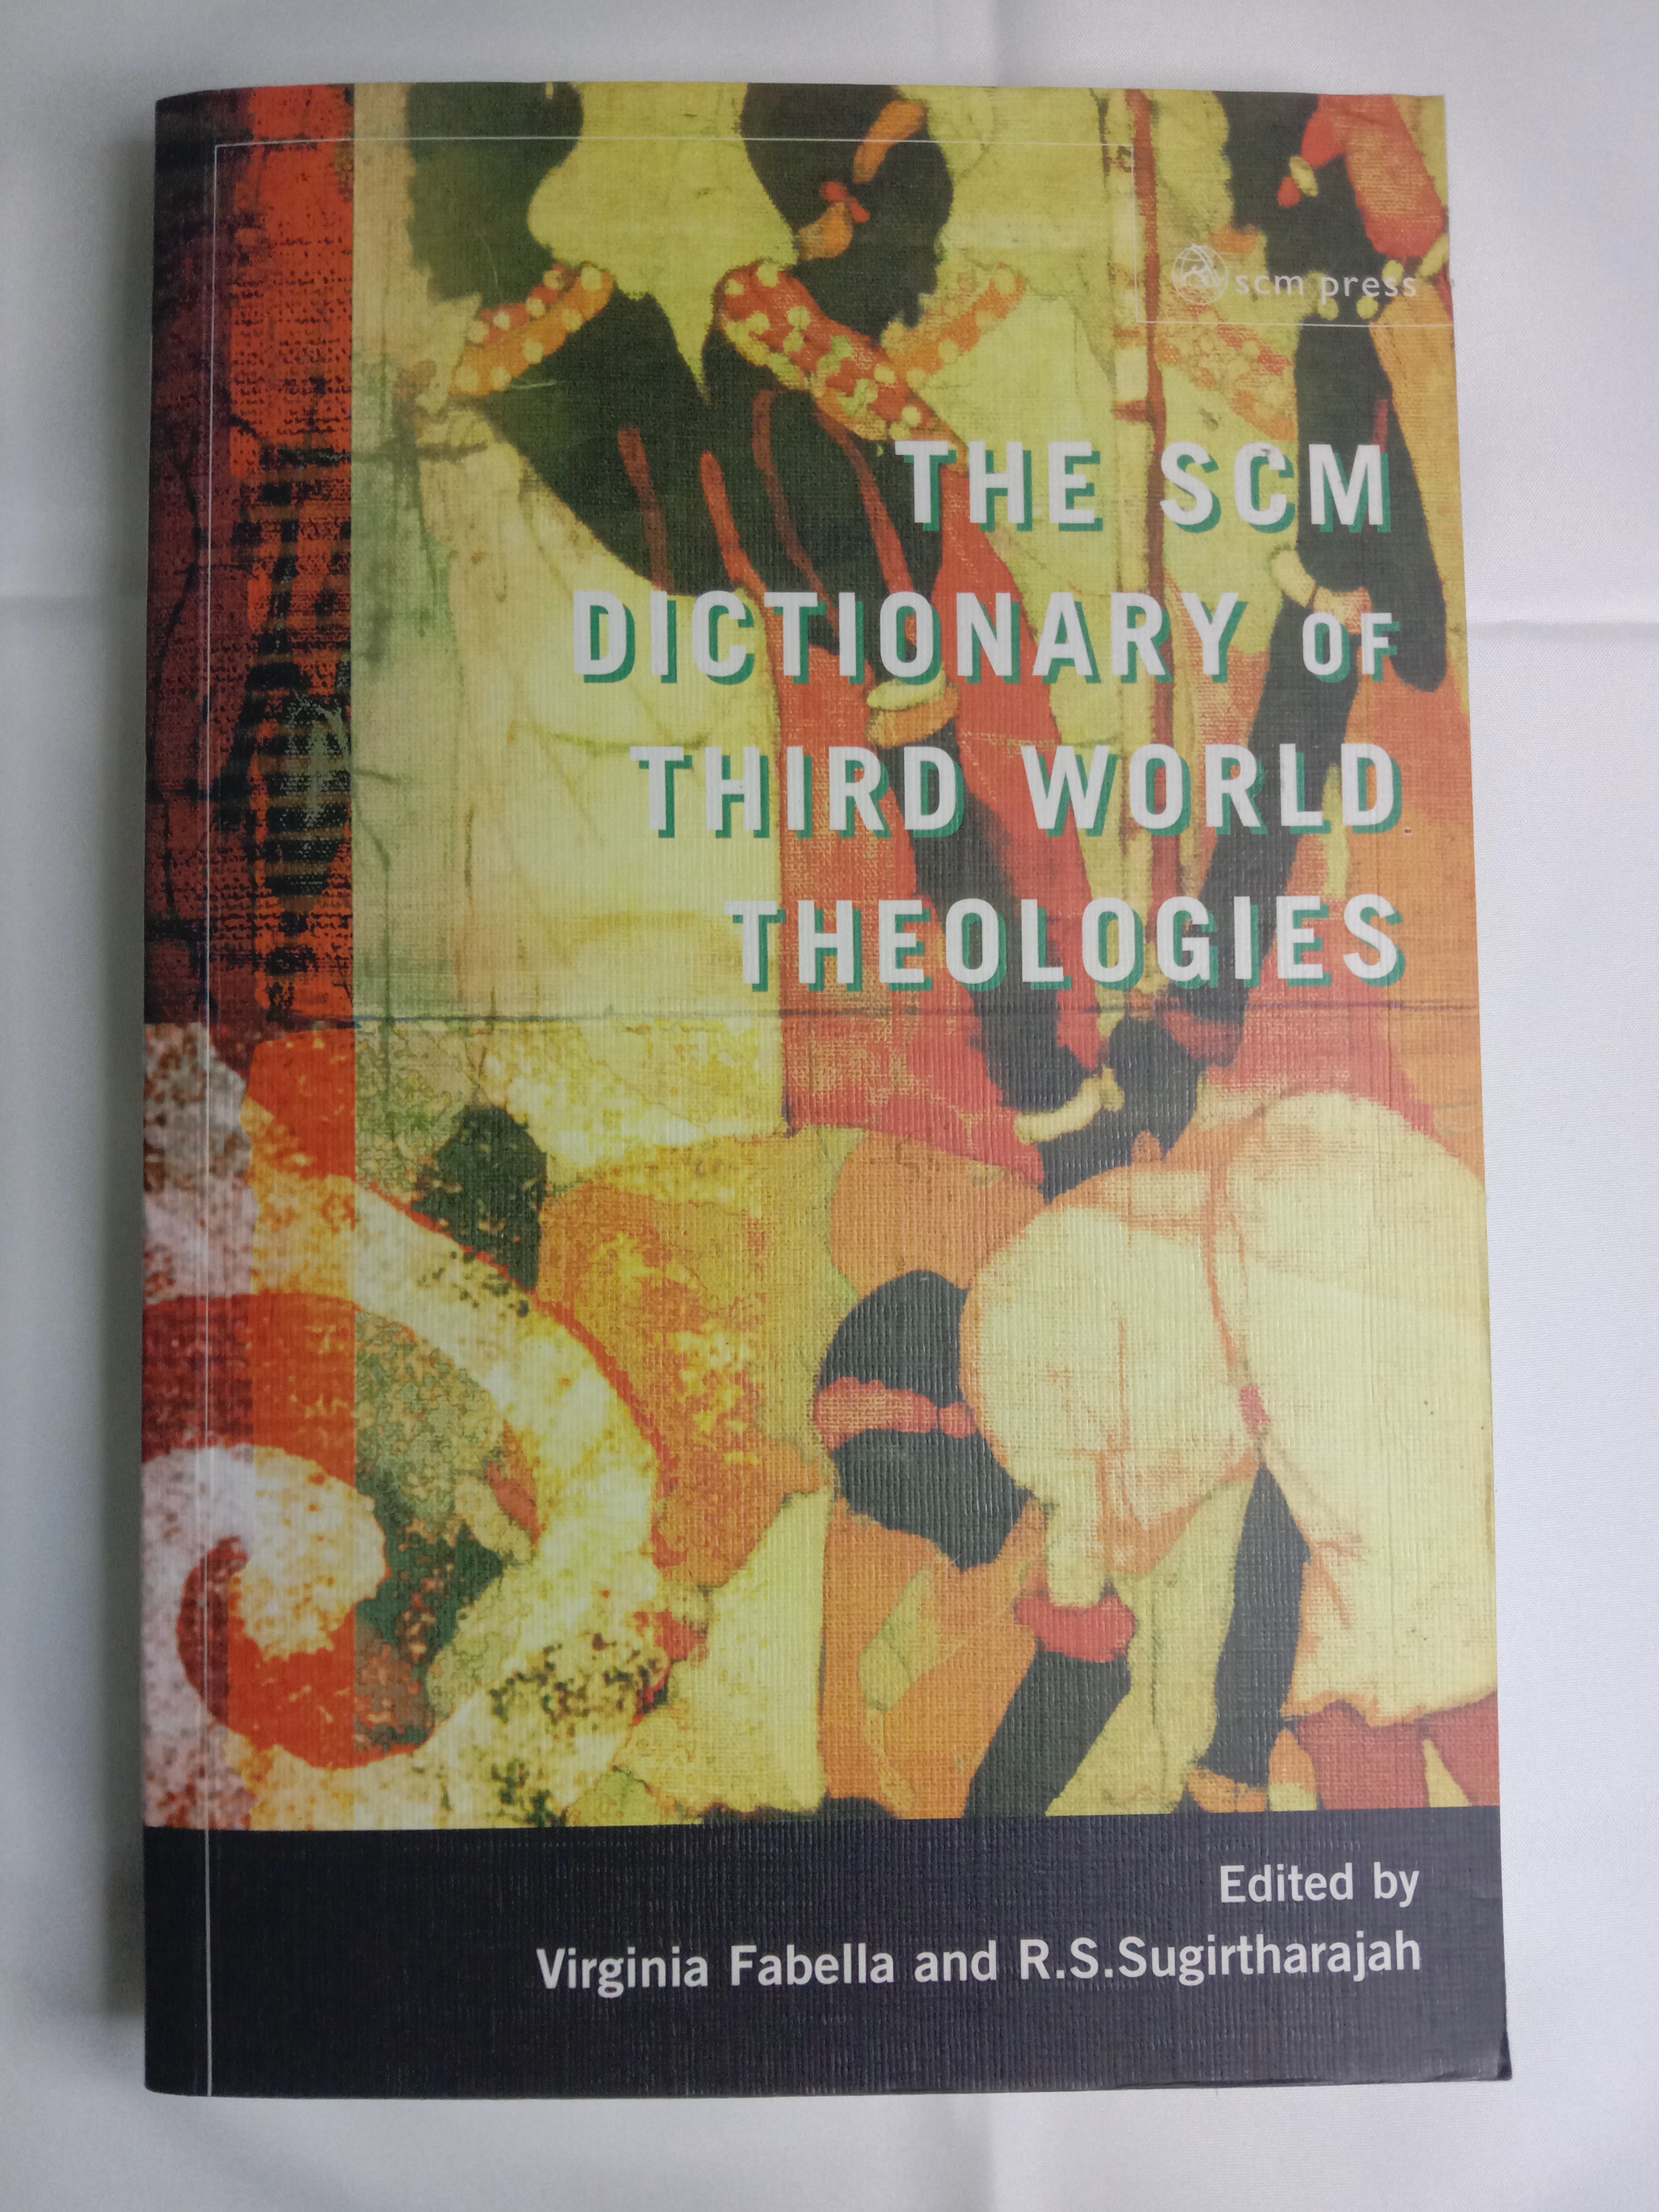 scm press
THE SCM
DICTIONARY OF
THIRD WORLD
THEOLOGIES
Edited by
Virginia Fabella and R.S.Sugirtharajah